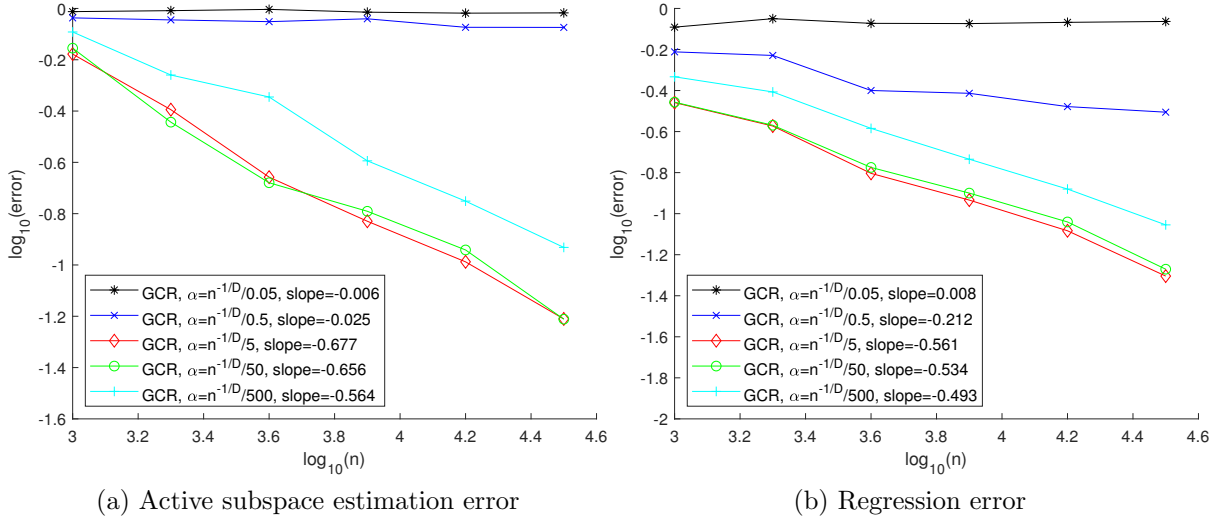 0
-0.2
-0.4
-0.6
-0.8
-1
-1.2
-1.4
-1.6
log₁₀(error)
3 3.2 3.4 3.6 3.8 4 4.2 4.4 4.6
log₁₀(n)
GCR, α=n⁻¹/ᴰ/0.05, slope=-0.006
GCR, α=n⁻¹/ᴰ/0.5, slope=-0.025
GCR, α=n⁻¹/ᴰ/5, slope=-0.677
GCR, α=n⁻¹/ᴰ/50, slope=-0.656
GCR, α=n⁻¹/ᴰ/500, slope=-0.564
(a) Active subspace estimation error
0
-0.2
-0.4
-0.6
-0.8
-1
-1.2
-1.4
-1.6
-1.8
-2
log₁₀(error)
3 3.2 3.4 3.6 3.8 4 4.2 4.4 4.6
log₁₀(n)
GCR, α=n⁻¹/ᴰ/0.05, slope=0.008
GCR, α=n⁻¹/ᴰ/0.5, slope=-0.212
GCR, α=n⁻¹/ᴰ/5, slope=-0.561
GCR, α=n⁻¹/ᴰ/50, slope=-0.534
GCR, α=n⁻¹/ᴰ/500, slope=-0.493
(b) Regression error